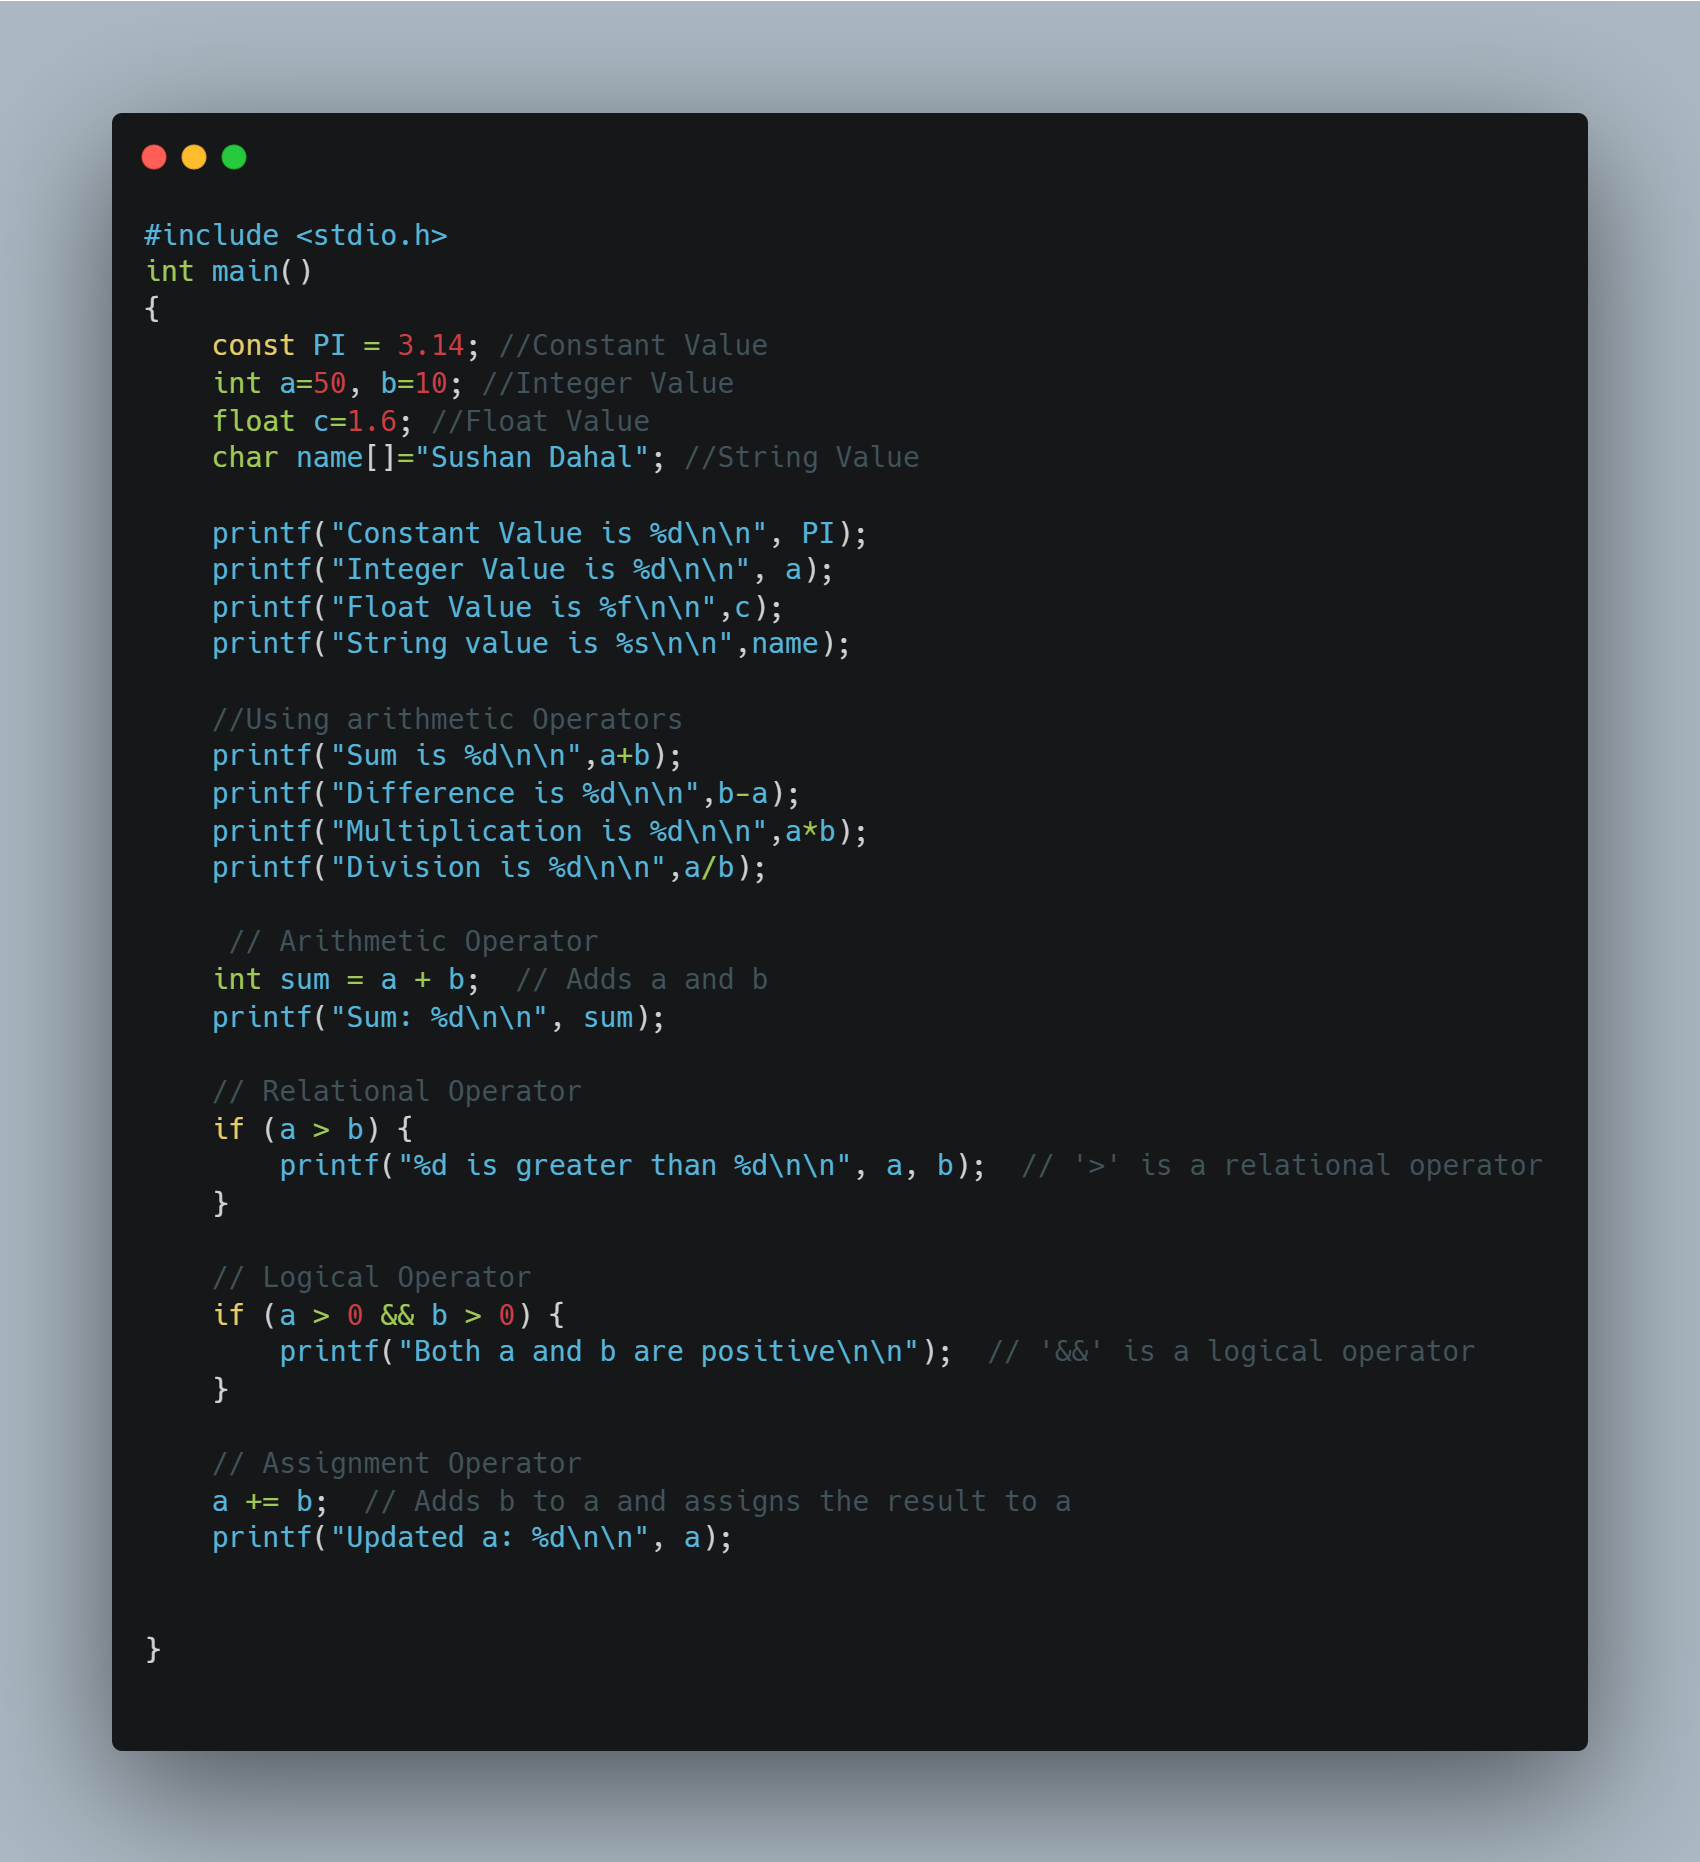 #include <stdio.h>
int main()
{
    const PI = 3.14; //Constant Value
    int a=50, b=10; //Integer Value
    float c=1.6; //Float Value
    char name[]="Sushan Dahal"; //String Value

    printf("Constant Value is %d\n\n", PI);
    printf("Integer Value is %d\n\n", a);
    printf("Float Value is %f\n\n",c);
    printf("String value is %s\n\n",name);

    //Using arithmetic Operators
    printf("Sum is %d\n\n",a+b);
    printf("Difference is %d\n\n",b-a);
    printf("Multiplication is %d\n\n",a*b);
    printf("Division is %d\n\n",a/b);

     // Arithmetic Operator
    int sum = a + b;  // Adds a and b
    printf("Sum: %d\n\n", sum);

    // Relational Operator
    if (a > b) {
        printf("%d is greater than %d\n\n", a, b);  // '>' is a relational operator
    }

    // Logical Operator
    if (a > 0 && b > 0) {
        printf("Both a and b are positive\n\n");  // '&&' is a logical operator
    }

    // Assignment Operator
    a += b;  // Adds b to a and assigns the result to a
    printf("Updated a: %d\n\n", a);


}